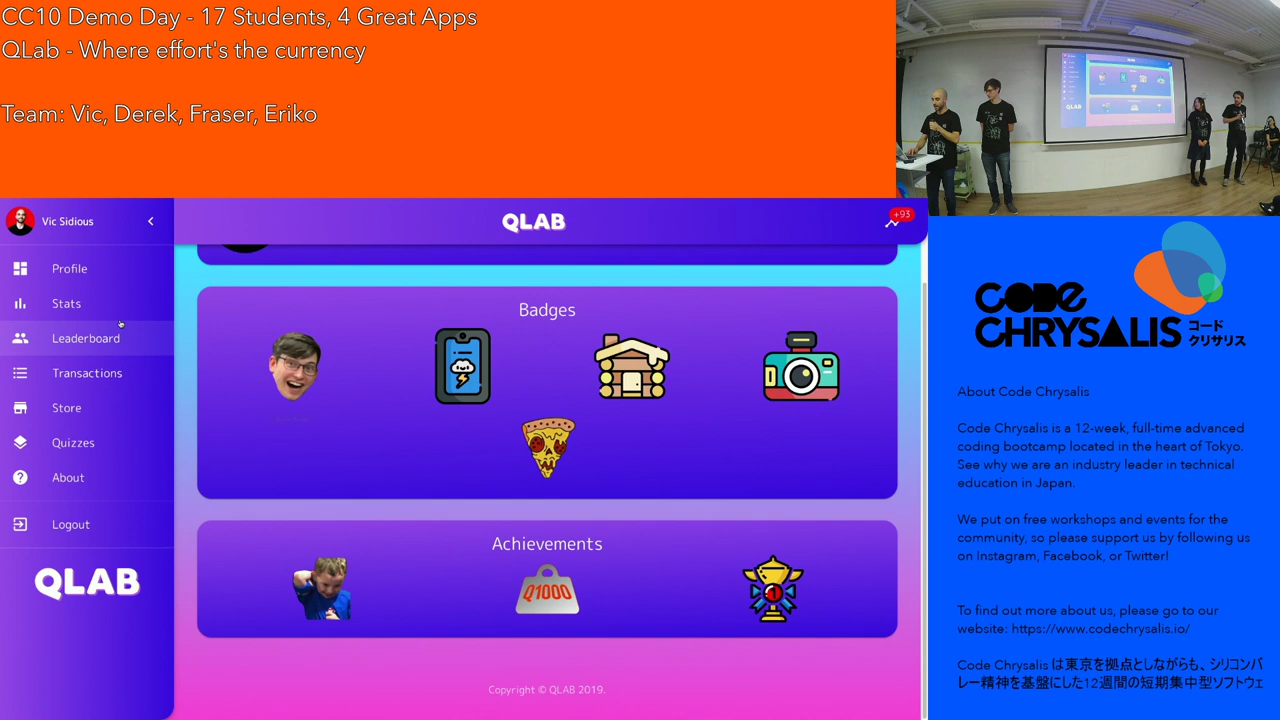 CC10 Demo Day - 17 Students, 4 Great Apps
QLab - Where effort's the currency
Team: Vic, Derek, Fraser, Eriko
Vic Sidious
QLAB
+93
Profile
Stats
Leaderboard
Transactions
Store
Quizzes
About
Logout
QLAB
Badges
Achievements
Q1000
1
Copyright © QLAB 2019.
QLAB
CODE
CHRYSALIS
コード
クリサリス
About Code Chrysalis
Code Chrysalis is a 12-week, full-time advanced
coding bootcamp located in the heart of Tokyo.
See why we are an industry leader in technical
education in Japan.
We put on free workshops and events for the
community, so please support us by following us
on Instagram, Facebook, or Twitter!
To find out more about us, please go to our
website: https://www.codechrysalis.io/
Code Chrysalis は東京を拠点としながらも、シリコンバ
レー精神を基盤にした12週間の短期集中型ソフトウェ